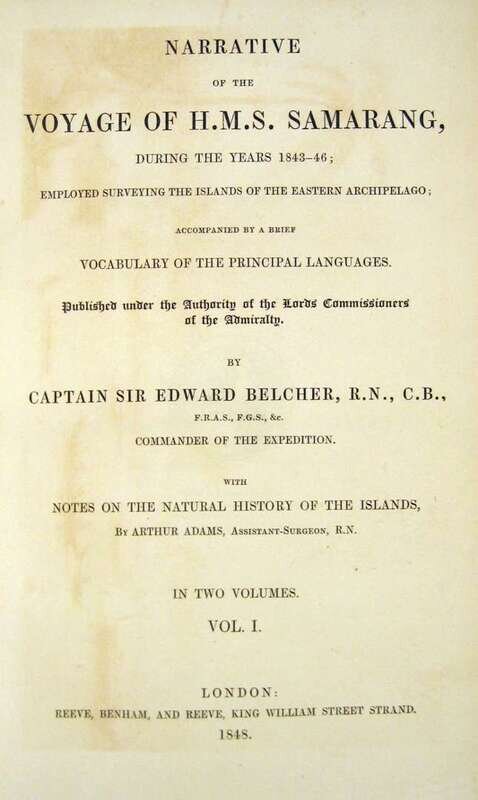 NARRATIVE
OF THE
VOYAGE OF H.M.S. SAMARANG,
DURING THE YEARS 1843–46;
EMPLOYED SURVEYING THE ISLANDS OF THE EASTERN ARCHIPELAGO;
ACCOMPANIED BY A BRIEF
VOCABULARY OF THE PRINCIPAL LANGUAGES.
Published under the Authority of the Lords Commissioners
of the Admiralty.
BY
CAPTAIN SIR EDWARD BELCHER, R.N., C.B.,
F.R.A.S., F.G.S., &c.
COMMANDER OF THE EXPEDITION.
WITH
NOTES ON THE NATURAL HISTORY OF THE ISLANDS,
By ARTHUR ADAMS, Assistant-Surgeon, R.N.
IN TWO VOLUMES.
VOL. I.
LONDON:
REEVE, BENHAM, AND REEVE, KING WILLIAM STREET STRAND.
1848.